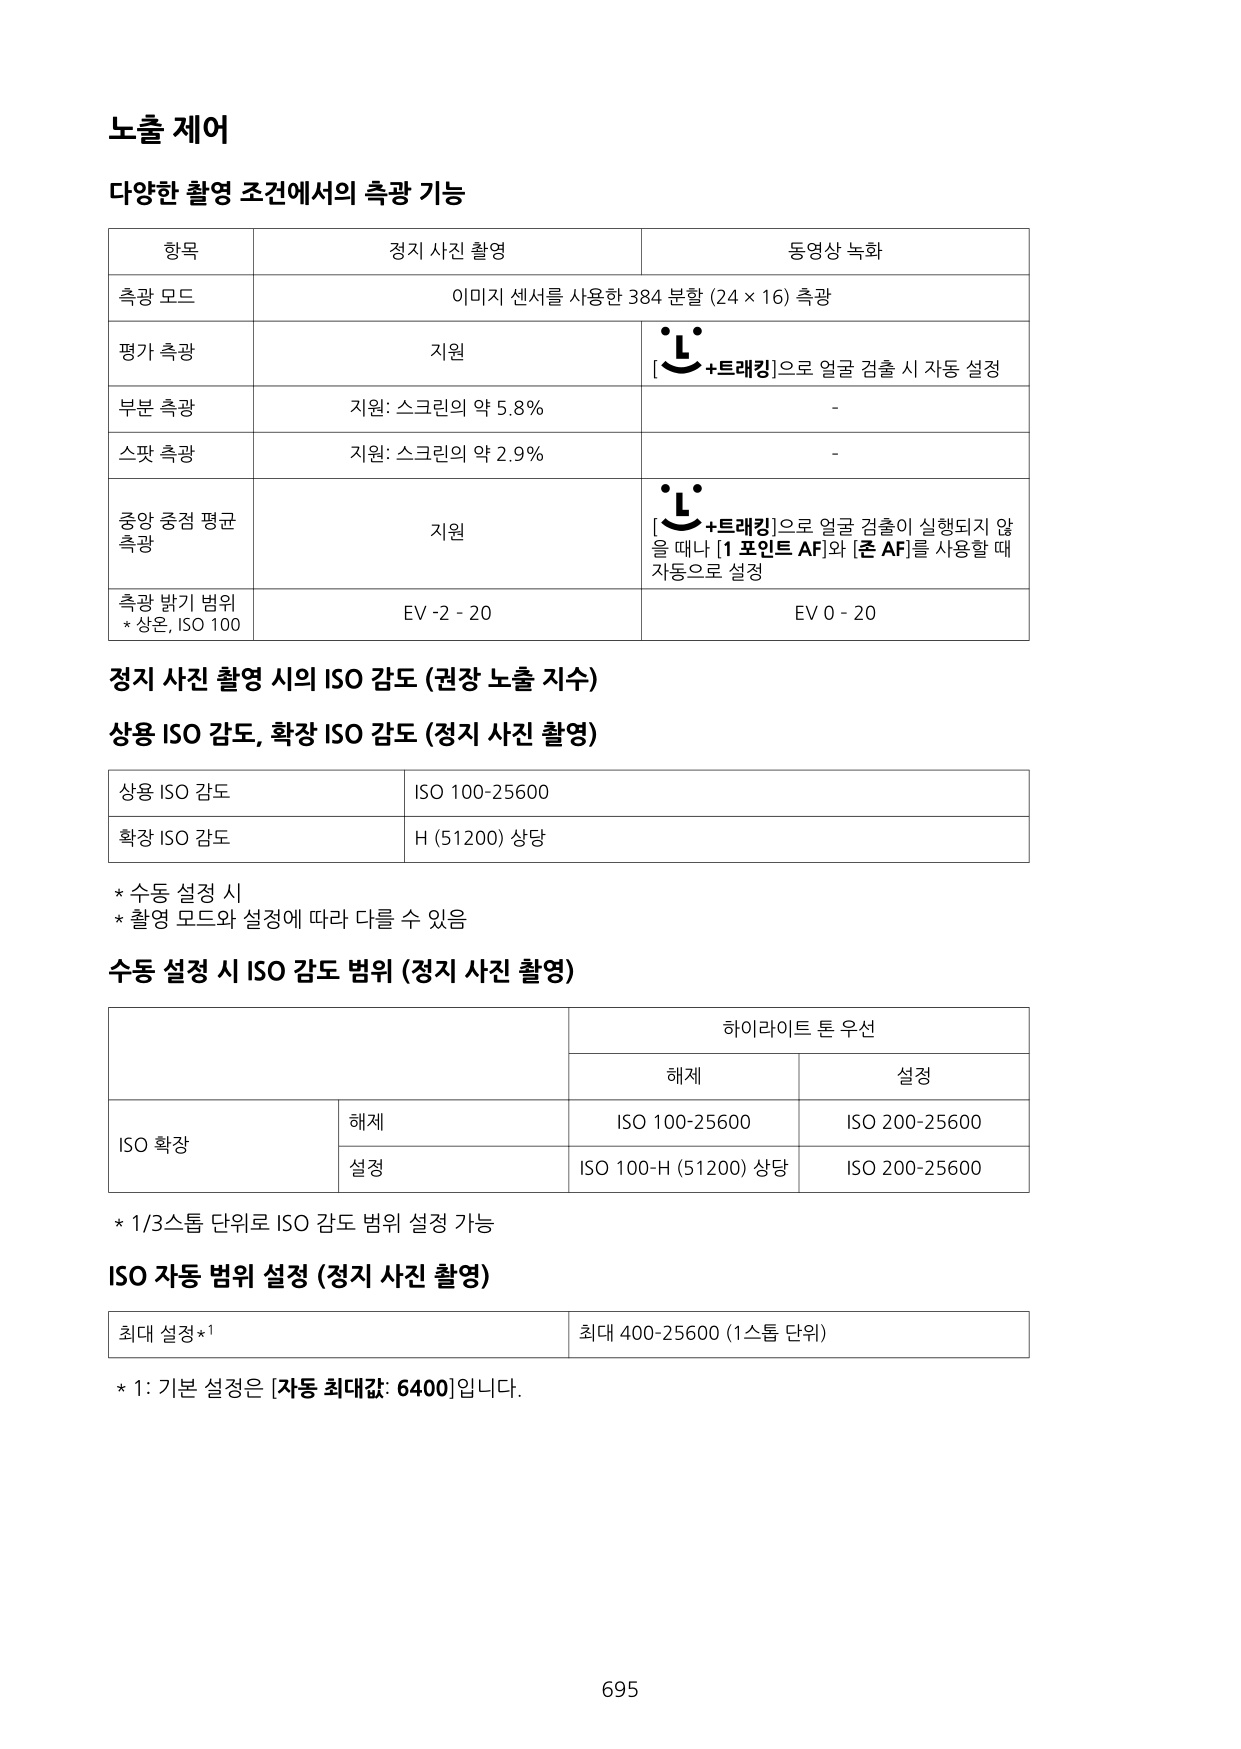 노출 제어
다양한 촬영 조건에서의 측광 기능
항목 정지 사진 촬영 동영상 녹화
측광 모드 이미지 센서를 사용한 384 분할 (24 × 16) 측광
평가 측광 지원 [+트래킹]으로 얼굴 검출 시 자동 설정
부분 측광 지원: 스크린의 약 5.8% -
스팟 측광 지원: 스크린의 약 2.9% -
중앙 중점 평균
측광
지원
[+트래킹]으로 얼굴 검출이 실행되지 않
을 때나 [1 포인트 AF]와 [존 AF]를 사용할 때
자동으로 설정
측광 밝기 범위
* 상온, ISO 100
EV -2 - 20 EV 0 - 20
정지 사진 촬영 시의 ISO 감도 (권장 노출 지수)
상용 ISO 감도, 확장 ISO 감도 (정지 사진 촬영)
상용 ISO 감도 ISO 100-25600
확장 ISO 감도 H (51200) 상당
* 수동 설정 시
* 촬영 모드와 설정에 따라 다를 수 있음
수동 설정 시 ISO 감도 범위 (정지 사진 촬영)
하이라이트 톤 우선
해제 설정
ISO 확장
해제 ISO 100-25600 ISO 200-25600
설정 ISO 100-H (51200) 상당 ISO 200-25600
* 1/3스톱 단위로 ISO 감도 범위 설정 가능
ISO 자동 범위 설정 (정지 사진 촬영)
최대 설정*1 최대 400-25600 (1스톱 단위)
* 1: 기본 설정은 [자동 최대값: 6400]입니다.
695